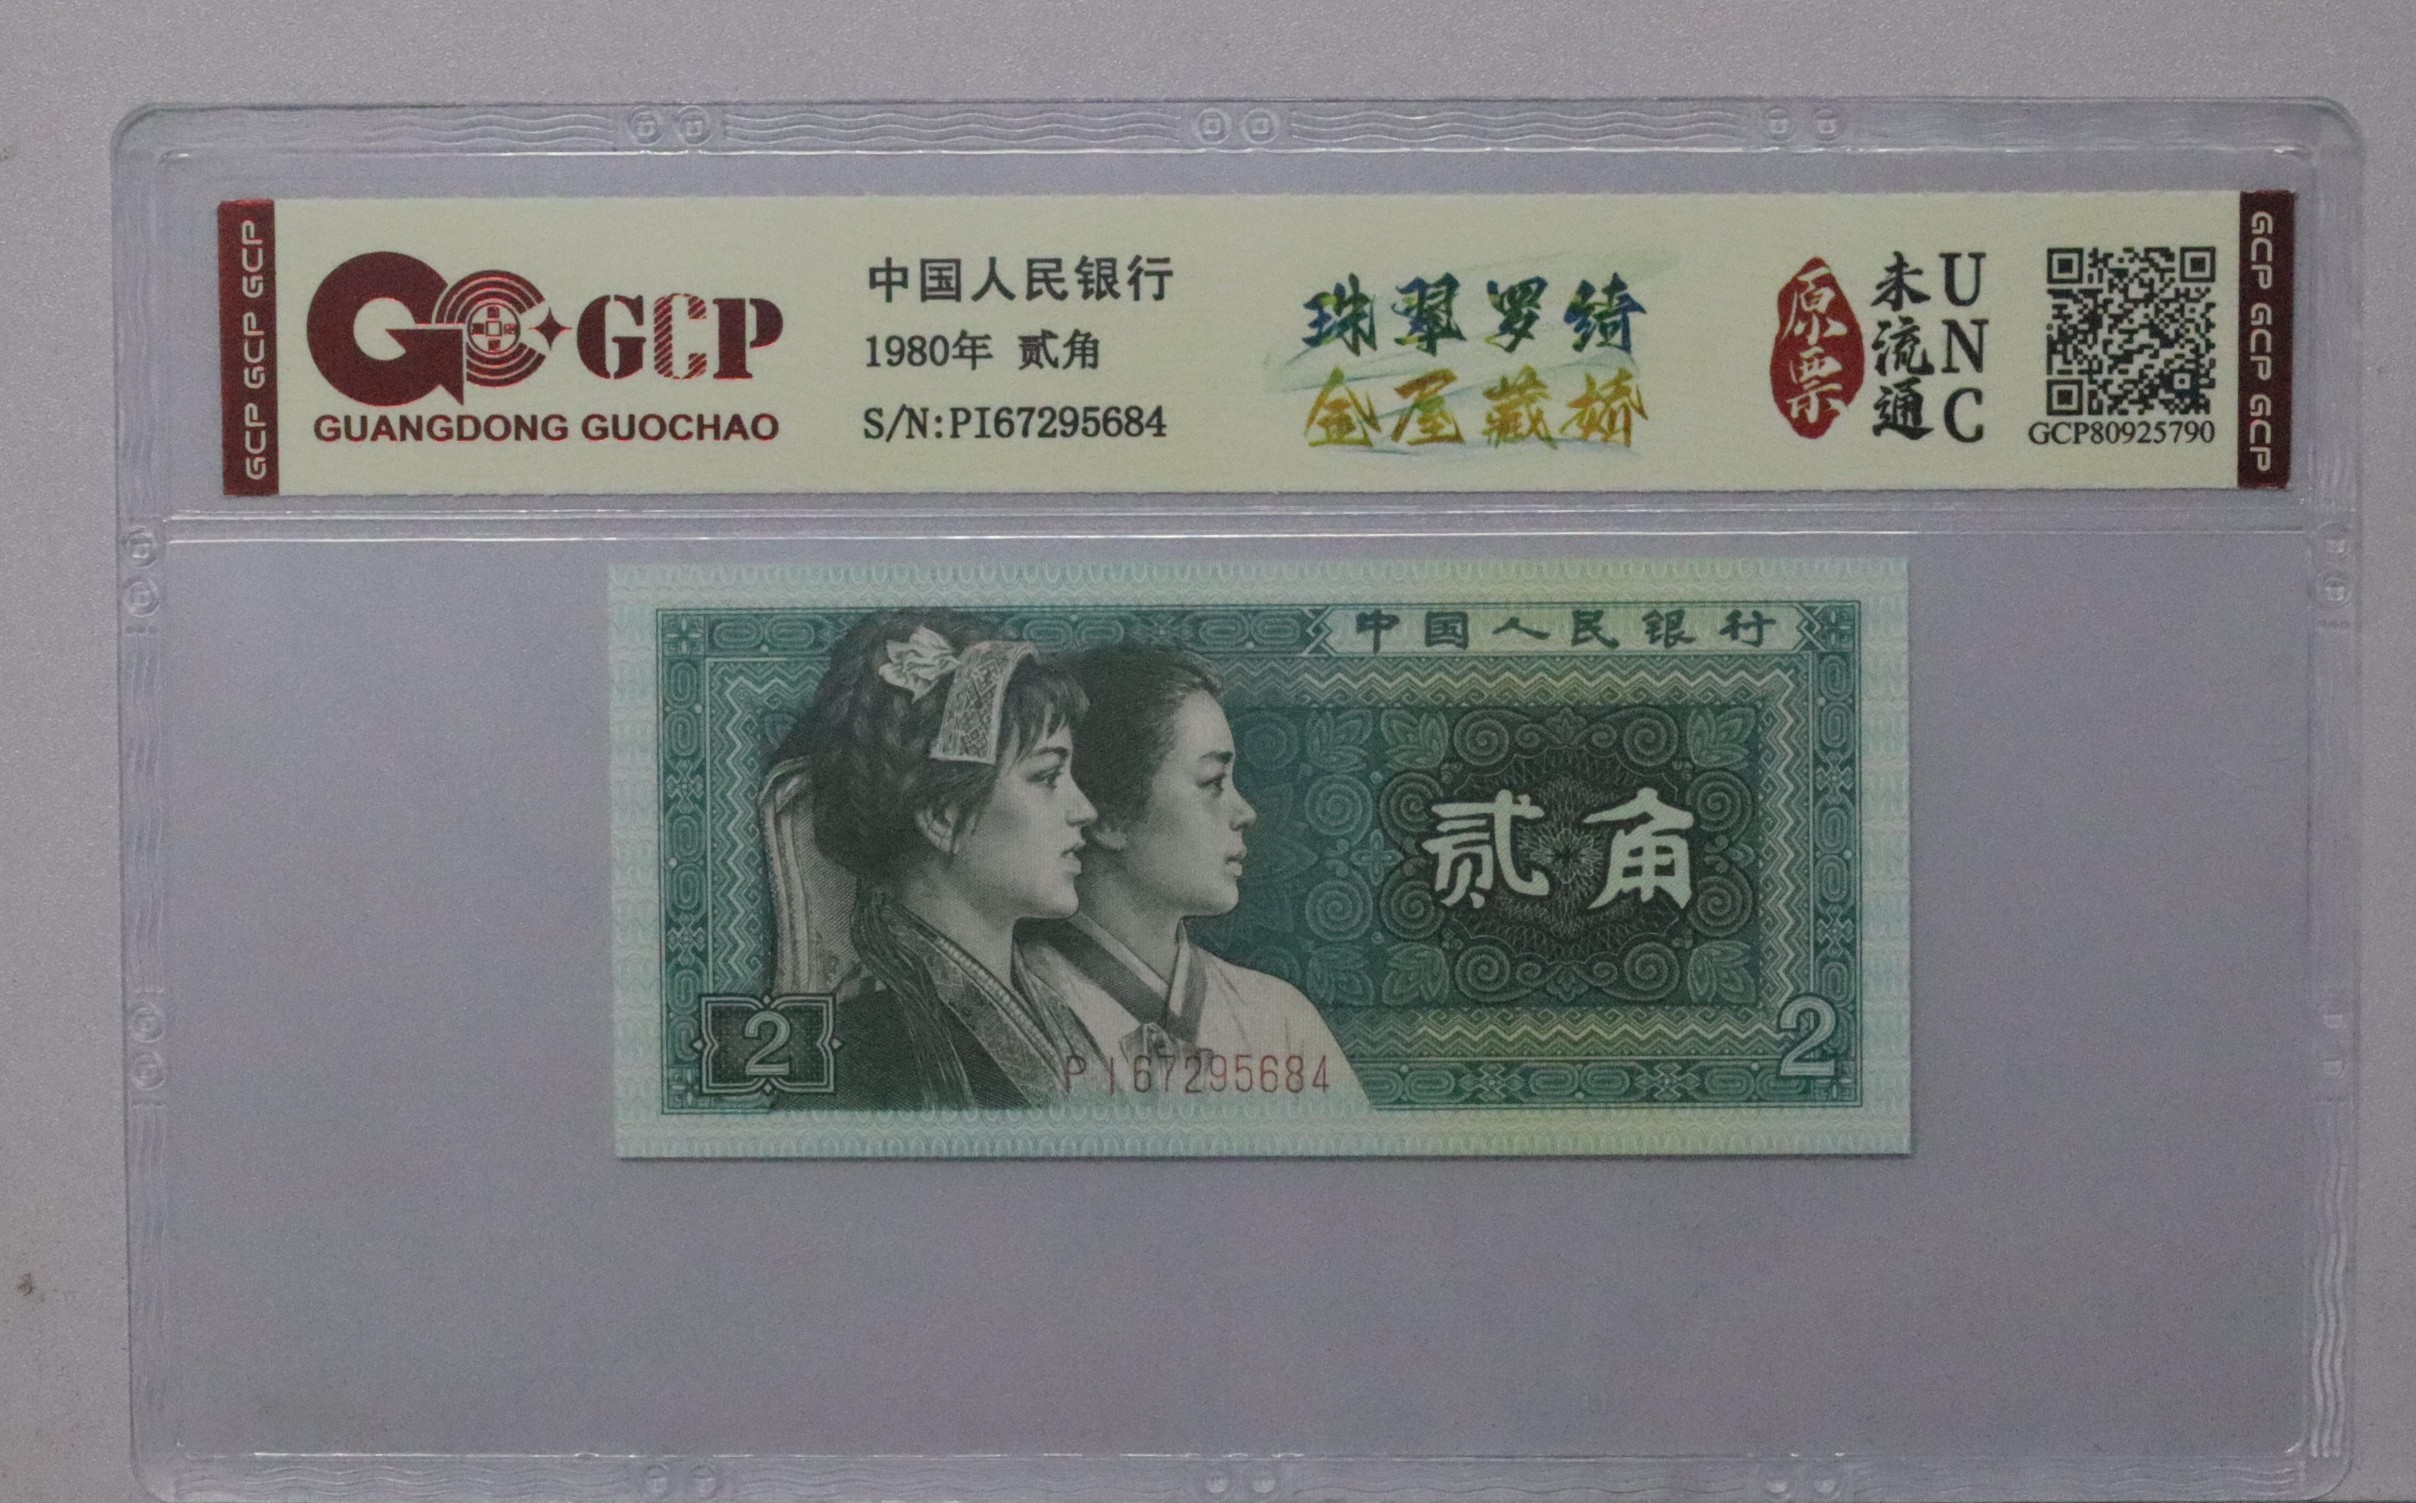 GCP GCP GCP
GCP
GUANGDONG GUOCHAO
中国人民银行
1980年 贰角
S/N:PI67295684
珠翠罗绮
金屋藏娇
原票
未流通
UNC
GCP80925790
GCP GCP GCP
中国人民银行
贰角
2
2
PI67295684